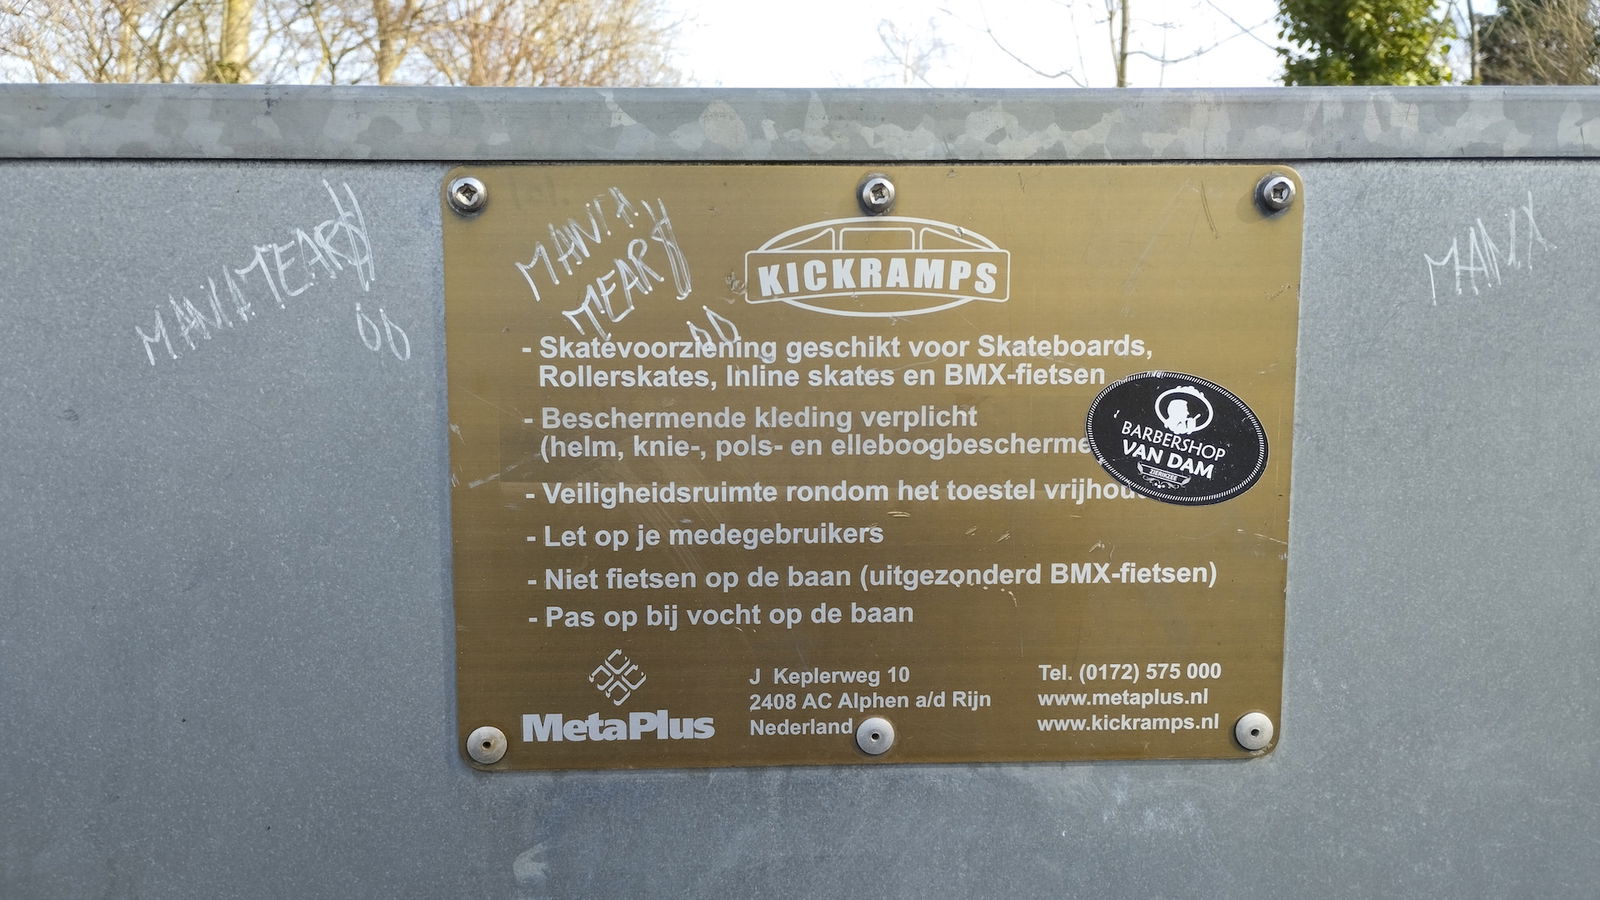 MANIA
TEAR
KICKRAMPS
- Skatevoorziening geschikt voor Skateboards,
Rollerskates, Inline skates en BMX-fietsen
- Beschermende kleding verplicht
(helm, knie-, pols- en
- Veiligheidsruimte rondom het toestel
- Let op je medegebruikers
- Niet fietsen op de baan (uitgezonderd BMX-fietsen)
- Pas op bij vocht op de baan
BARBERSHOP
VAN DAM
ZIERIKZEE
MetaPlus
J Keplerweg 10
2408 AC Alphen a/d Rijn
Nederland
Tel. (0172) 575 000
www.metaplus.nl
www.kickramps.nl